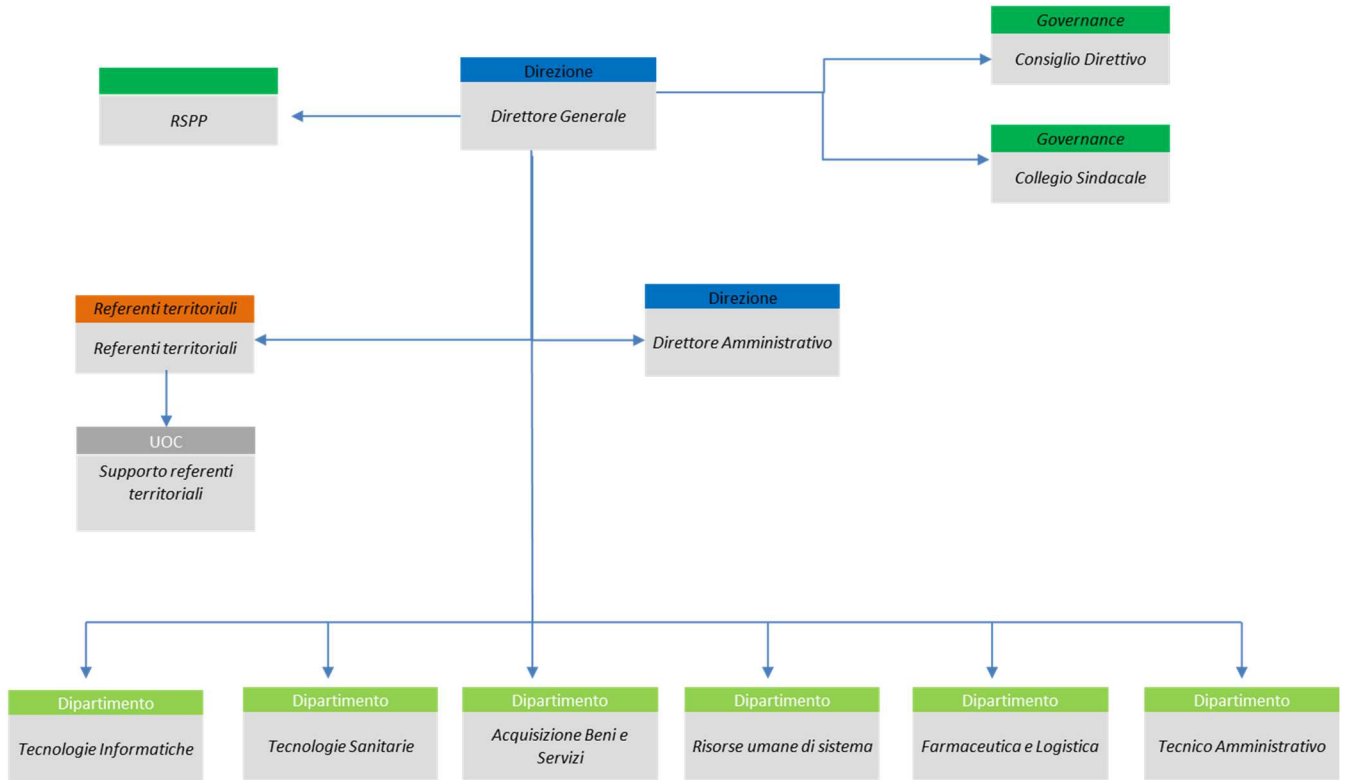 Governance
Consiglio Direttivo
Direzione
Direttore Generale
RSPP
Governance
Collegio Sindacale
Referenti territoriali
Referenti territoriali
Direzione
Direttore Amministrativo
UOC
Supporto referenti
territoriali
Dipartimento
Tecnologie Informatiche
Dipartimento
Tecnologie Sanitarie
Dipartimento
Acquisizione Beni e
Servizi
Dipartimento
Risorse umane di sistema
Dipartimento
Farmaceutica e Logistica
Dipartimento
Tecnico Amministrativo